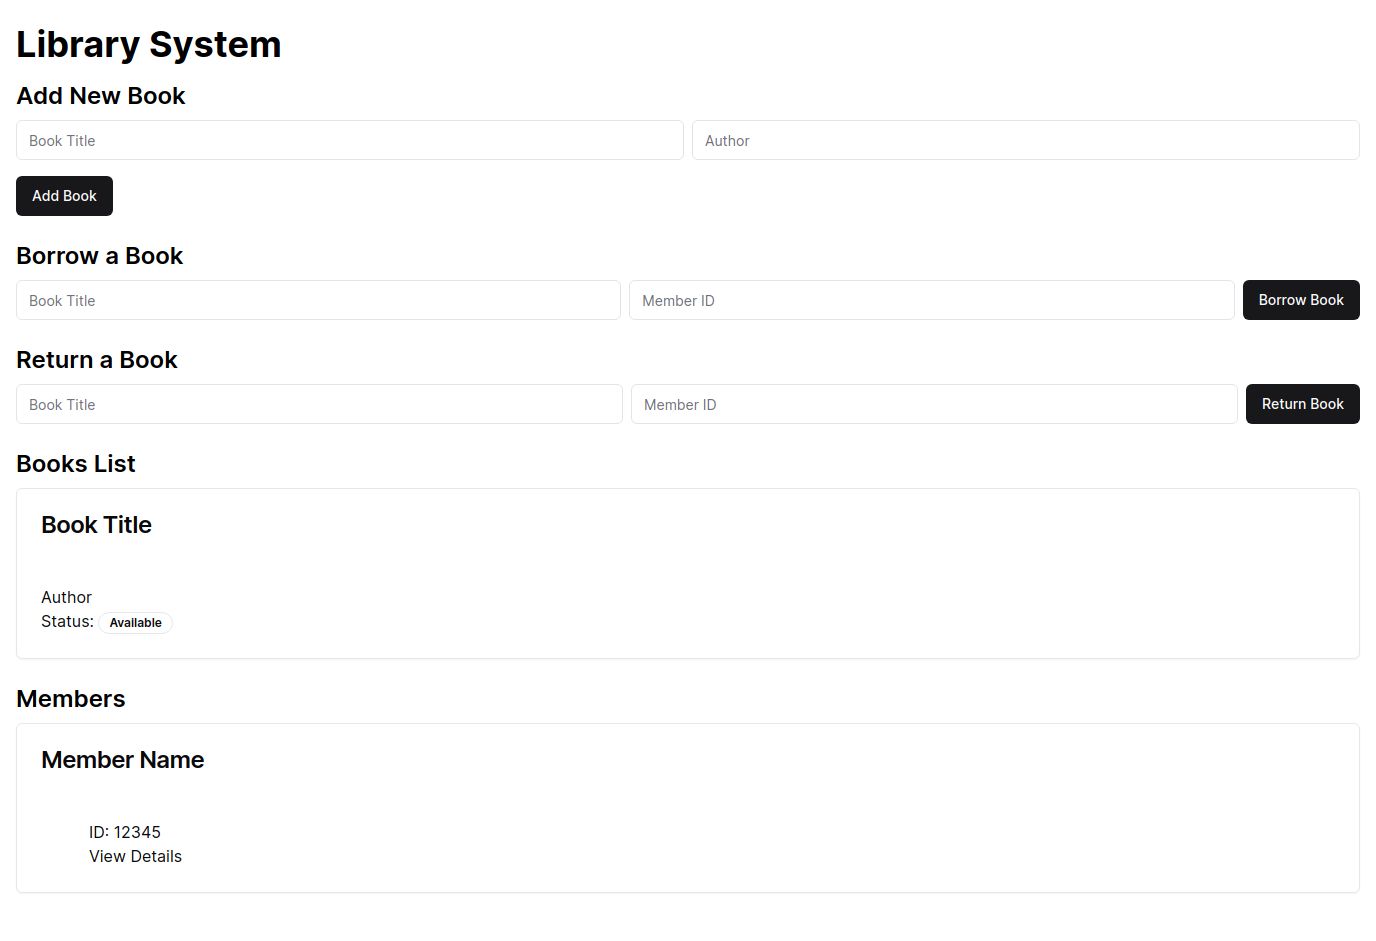 Library System
Add New Book
Book Title
Author
Add Book
Borrow a Book
Book Title
Member ID
Borrow Book
Return a Book
Book Title
Member ID
Return Book
Books List
Book Title
Author
Status: Available
Members
Member Name
ID: 12345
View Details